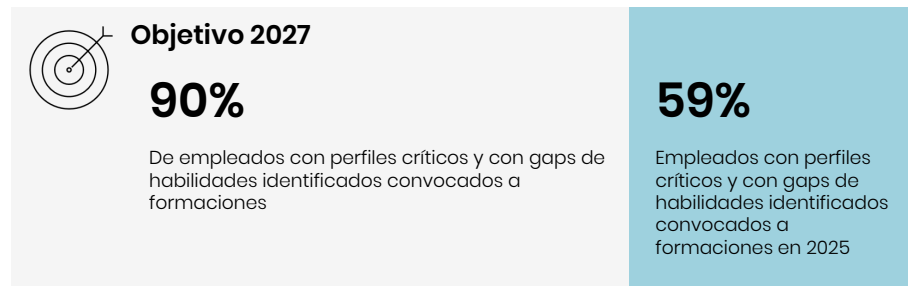 Objetivo 2027
90%
De empleados con perfiles críticos y con gaps de
habilidades identificados convocados a
formaciones
59%
Empleados con perfiles
críticos y con gaps de
habilidades identificados
convocados a
formaciones en 2025